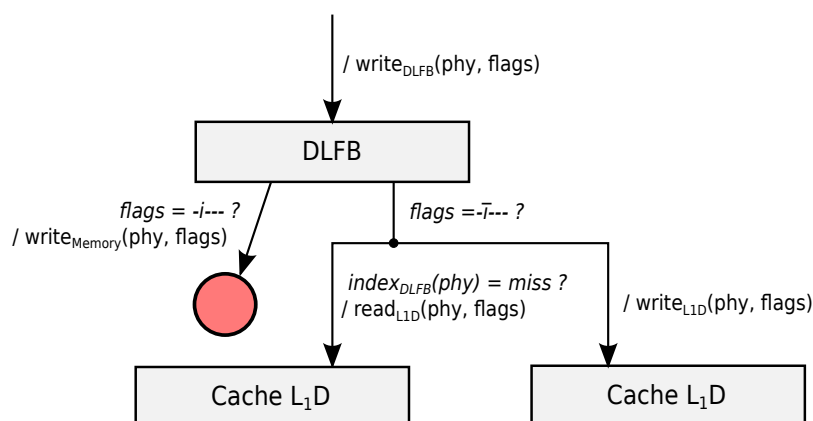 / write_DLFB(phy, flags)
DLFB
flags = -i--- ?
/ write_Memory(phy, flags)
flags =-i̅--- ?
index_DLFB(phy) = miss ?
/ read_L1D(phy, flags)
/ write_L1D(phy, flags)
Cache L₁D
Cache L₁D